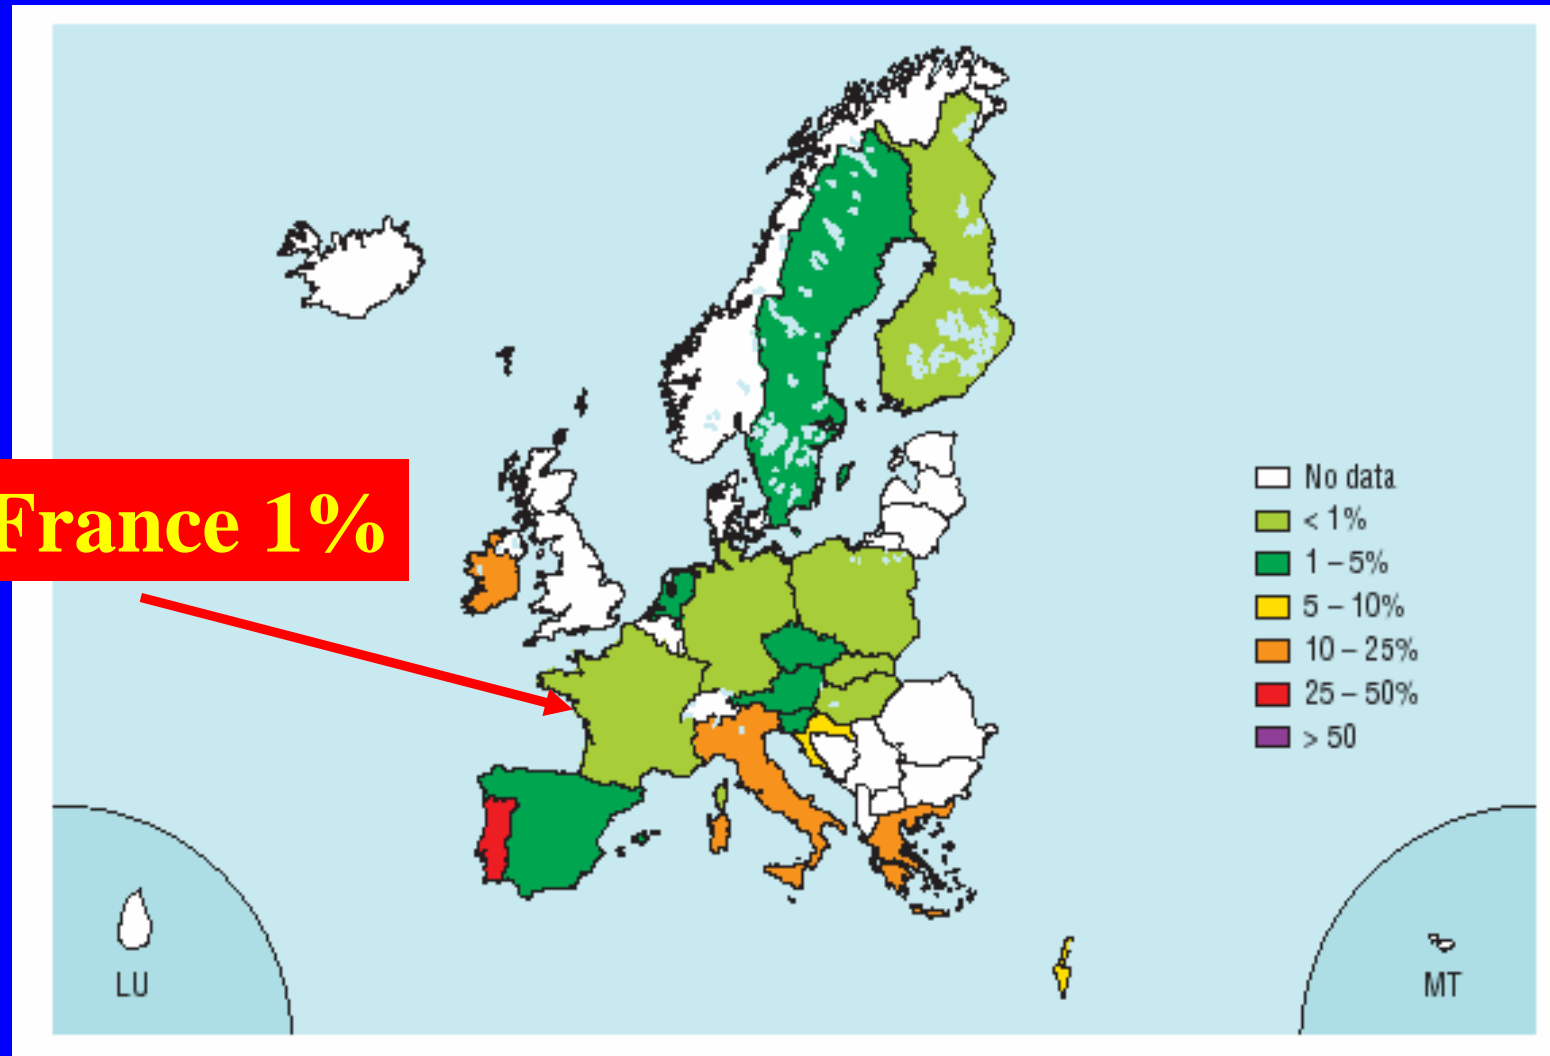 France 1%
No data
< 1%
1 – 5%
5 – 10%
10 – 25%
25 – 50%
> 50
LU
MT